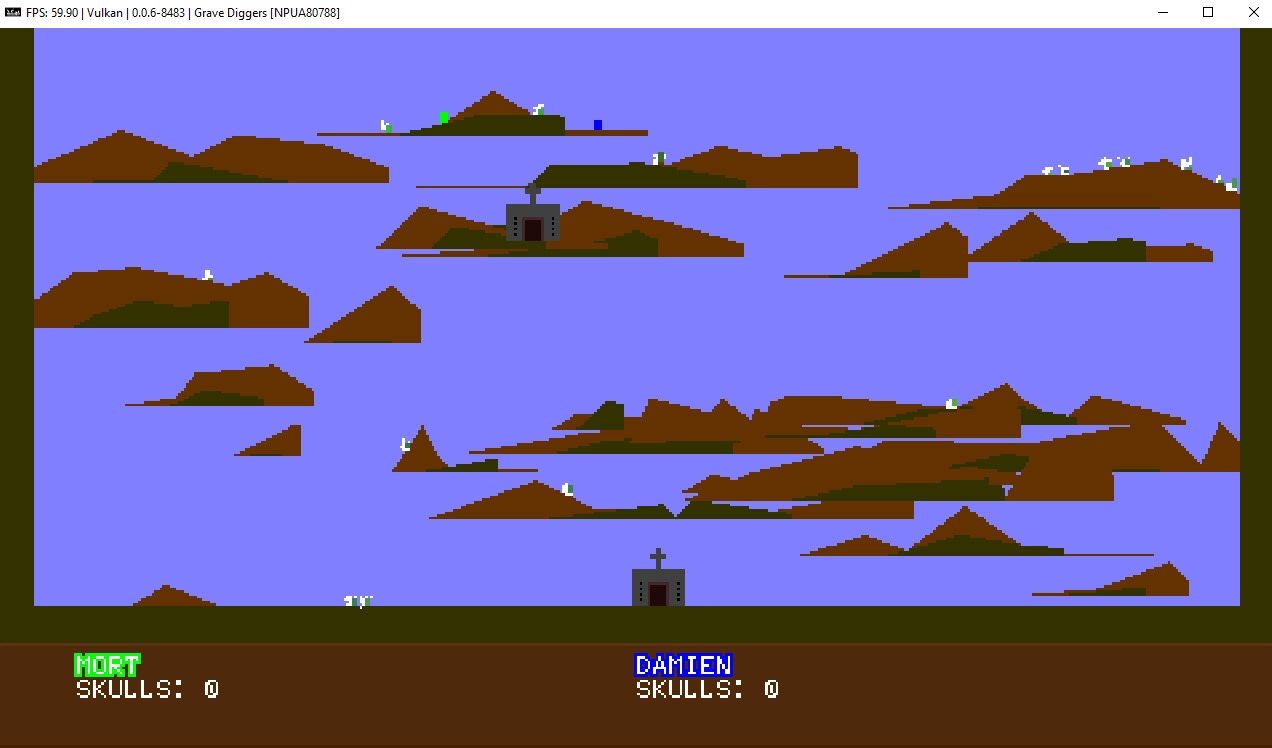 FPS: 59.90 | Vulkan | 0.0.6-8483 | Grave Diggers [NPUA80788]
MORT
SKULLS: 0
DAMIEN
SKULLS: 0